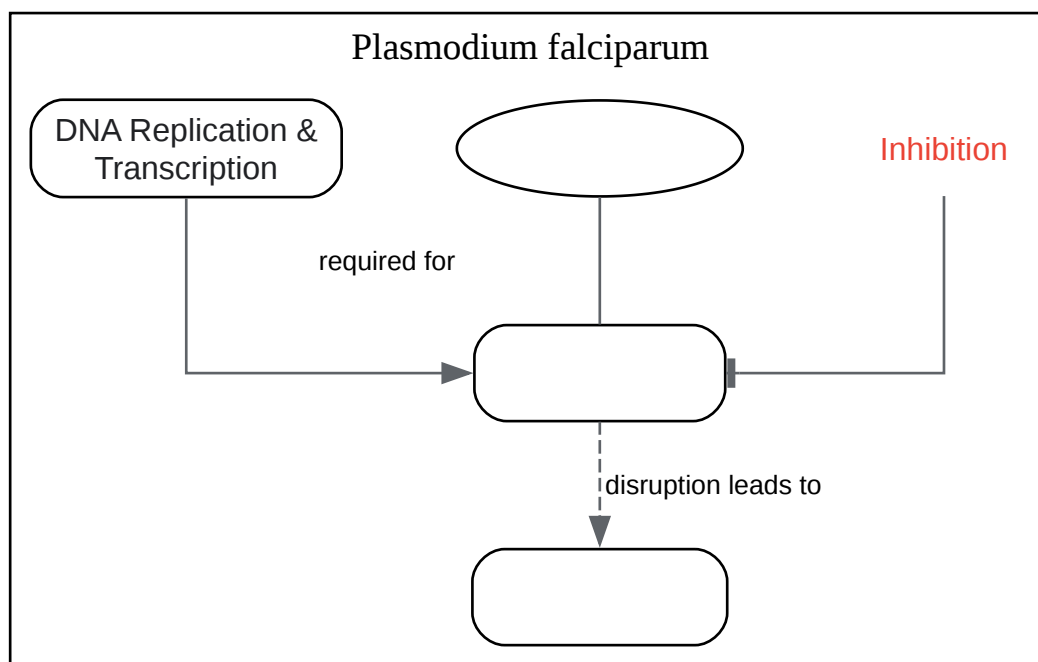 Plasmodium falciparum
DNA Replication &
Transcription
Inhibition
required for
disruption leads to